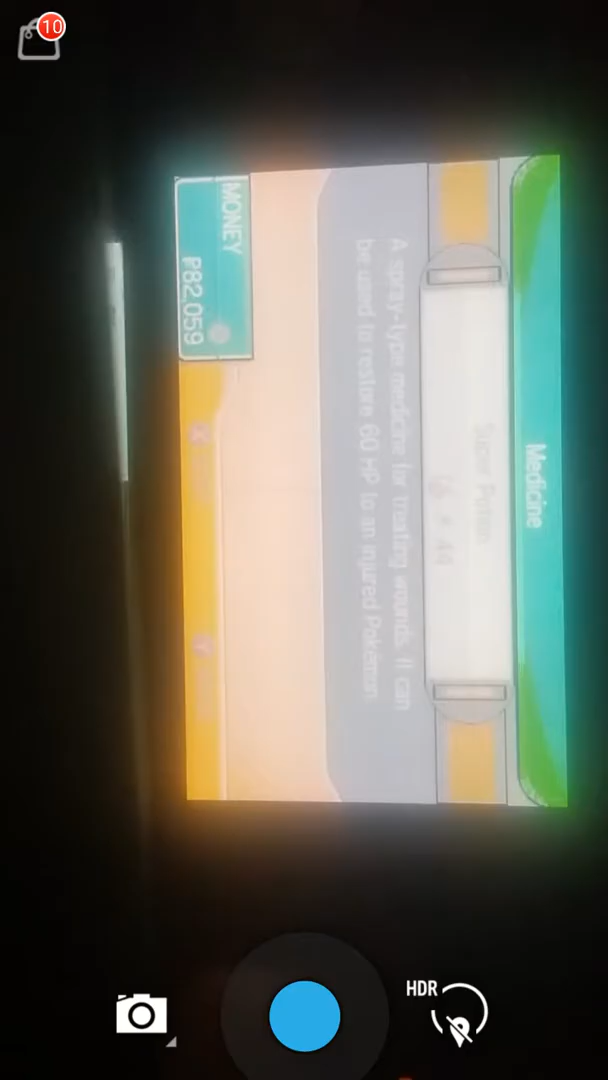 10
Medicine
Super Potion
A spray-type medicine for treating wounds. It can
be used to restore 60 HP to an injured Pokémon.
MONEY
₽82,059
X
Y
HDR